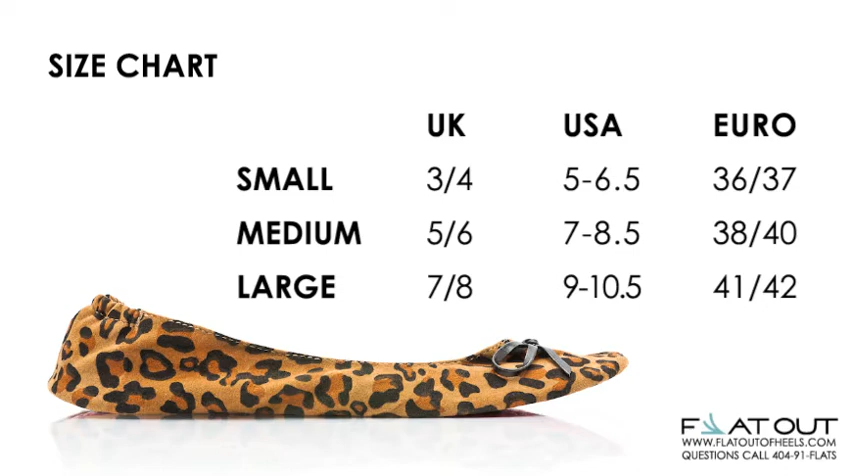 SIZE CHART
UK USA EURO
SMALL 3/4 5-6.5 36/37
MEDIUM 5/6 7-8.5 38/40
LARGE 7/8 9-10.5 41/42
FLAT OUT
WWW.FLATOUTOFHEELS.COM
QUESTIONS CALL 404-91-FLATS